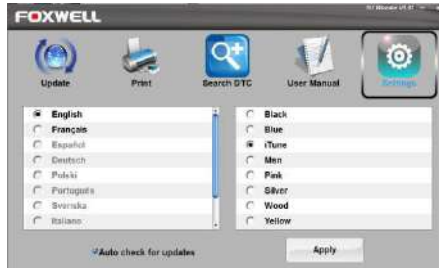 FOXWELL
Update
Print
Search DTC
User Manual
Settings
English
Français
Español
Deutsch
Polski
Português
Svenska
Italiano
Black
Blue
iTune
Men
Pink
Silver
Wood
Yellow
Auto check for updates
Apply